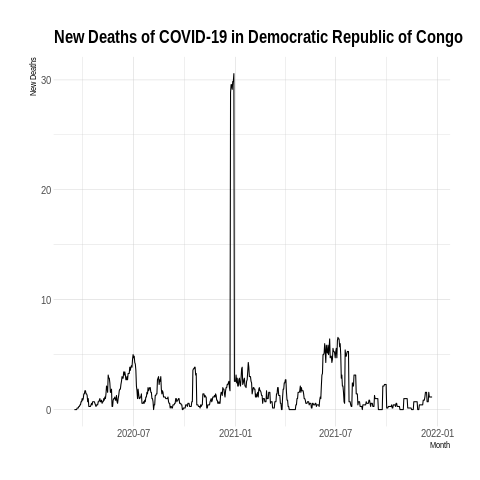 New Deaths of COVID-19 in Democratic Republic of Congo
New Deaths
30
20
10
0
2020-07 2021-01 2021-07 2022-01
Month